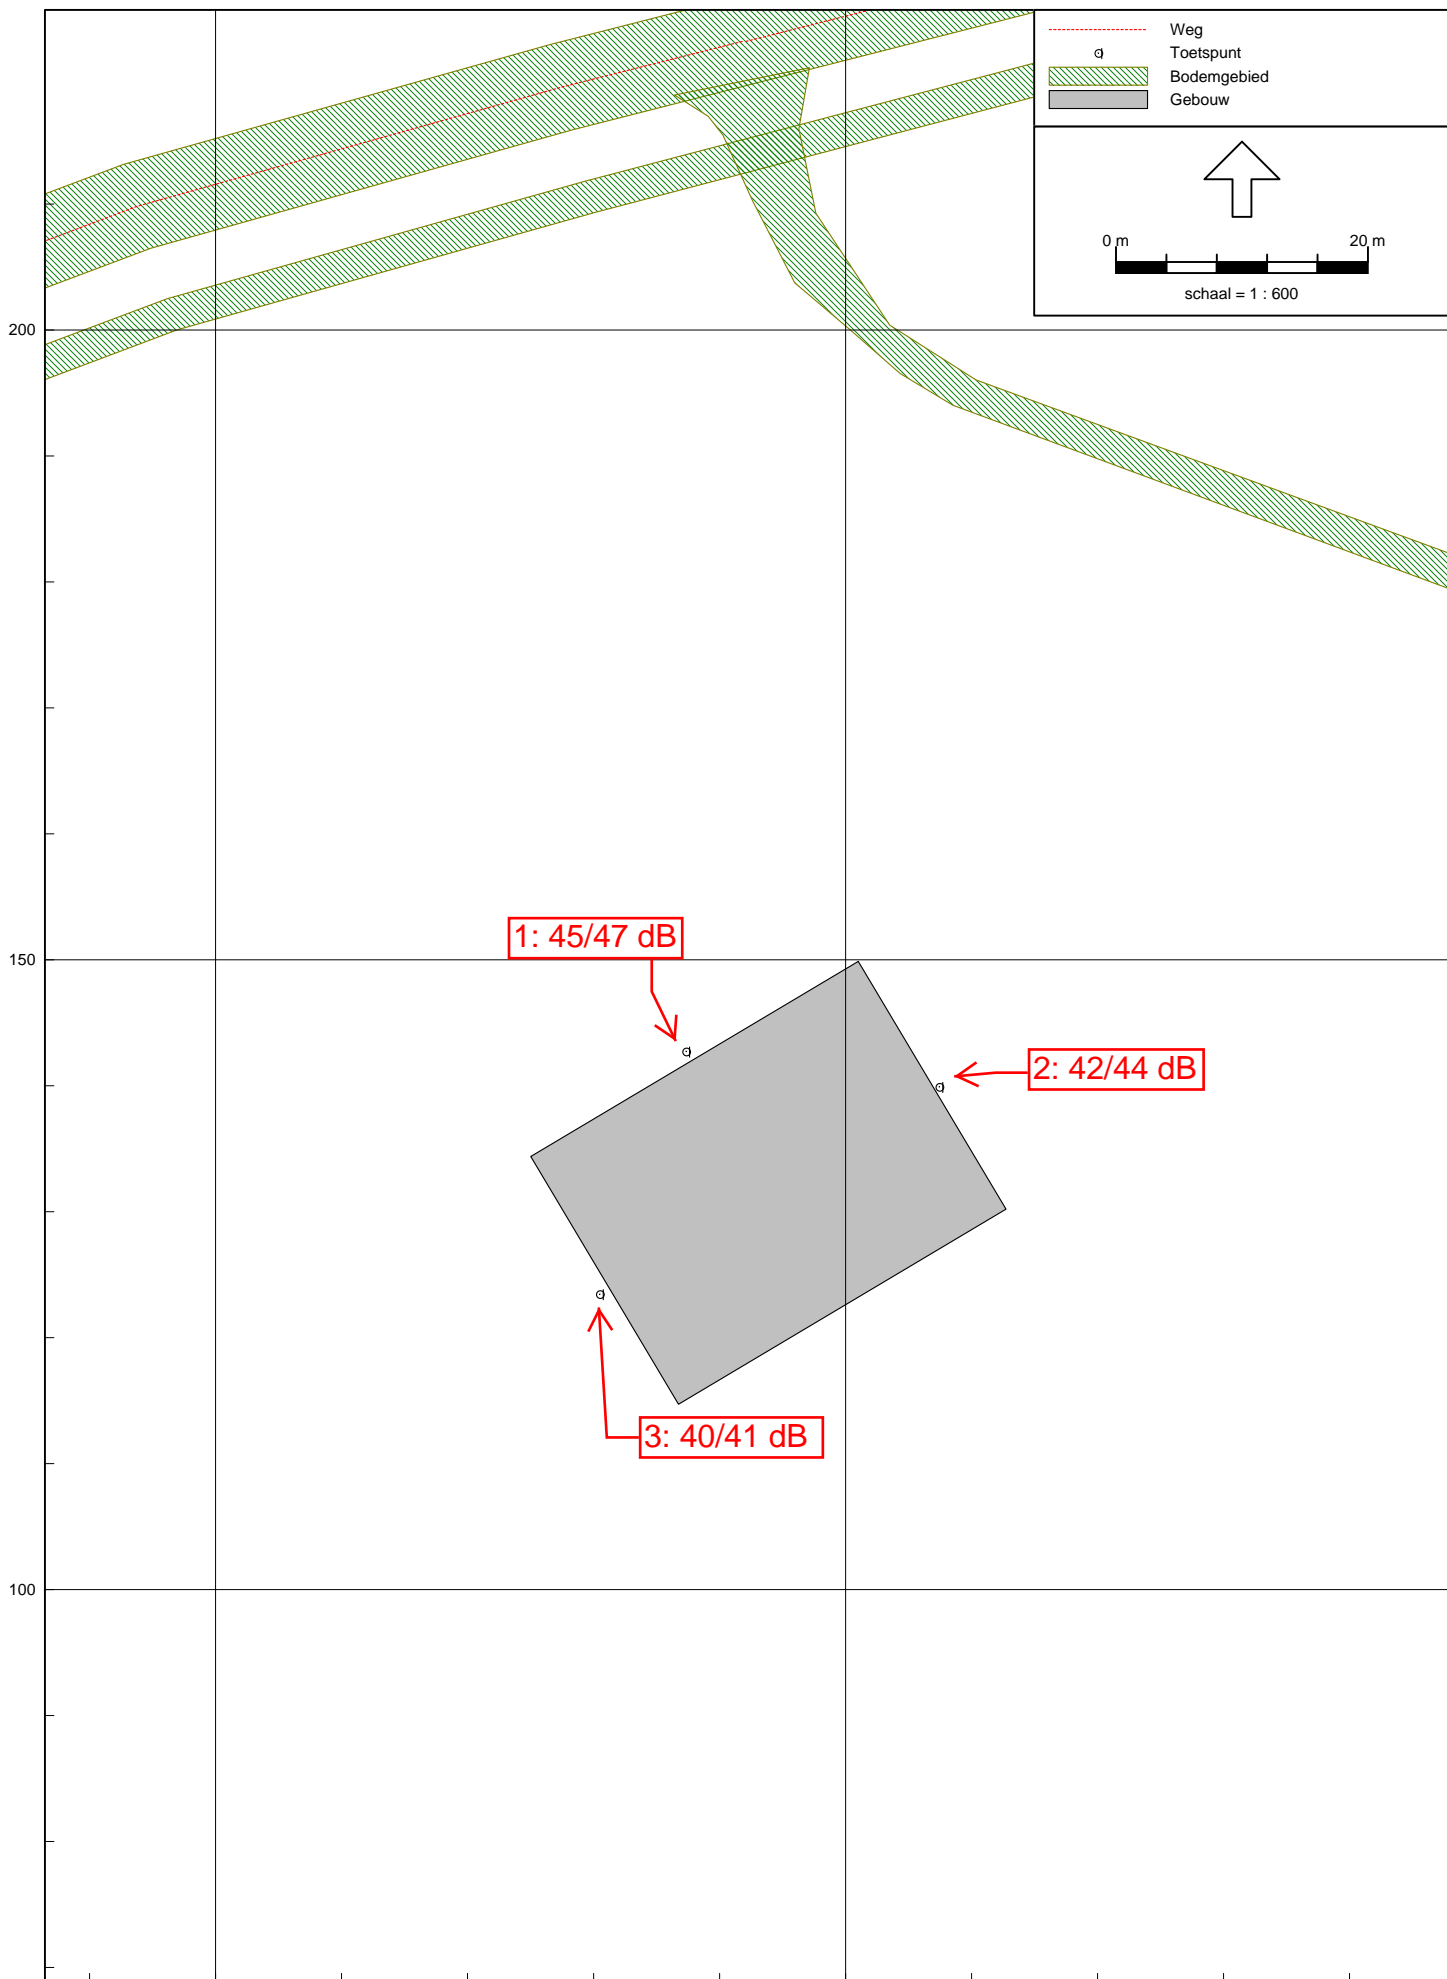 Weg
Toetspunt
Bodemgebied
Gebouw
0 m 20 m
schaal = 1 : 600
200
150
100
1: 45/47 dB
2: 42/44 dB
3: 40/41 dB